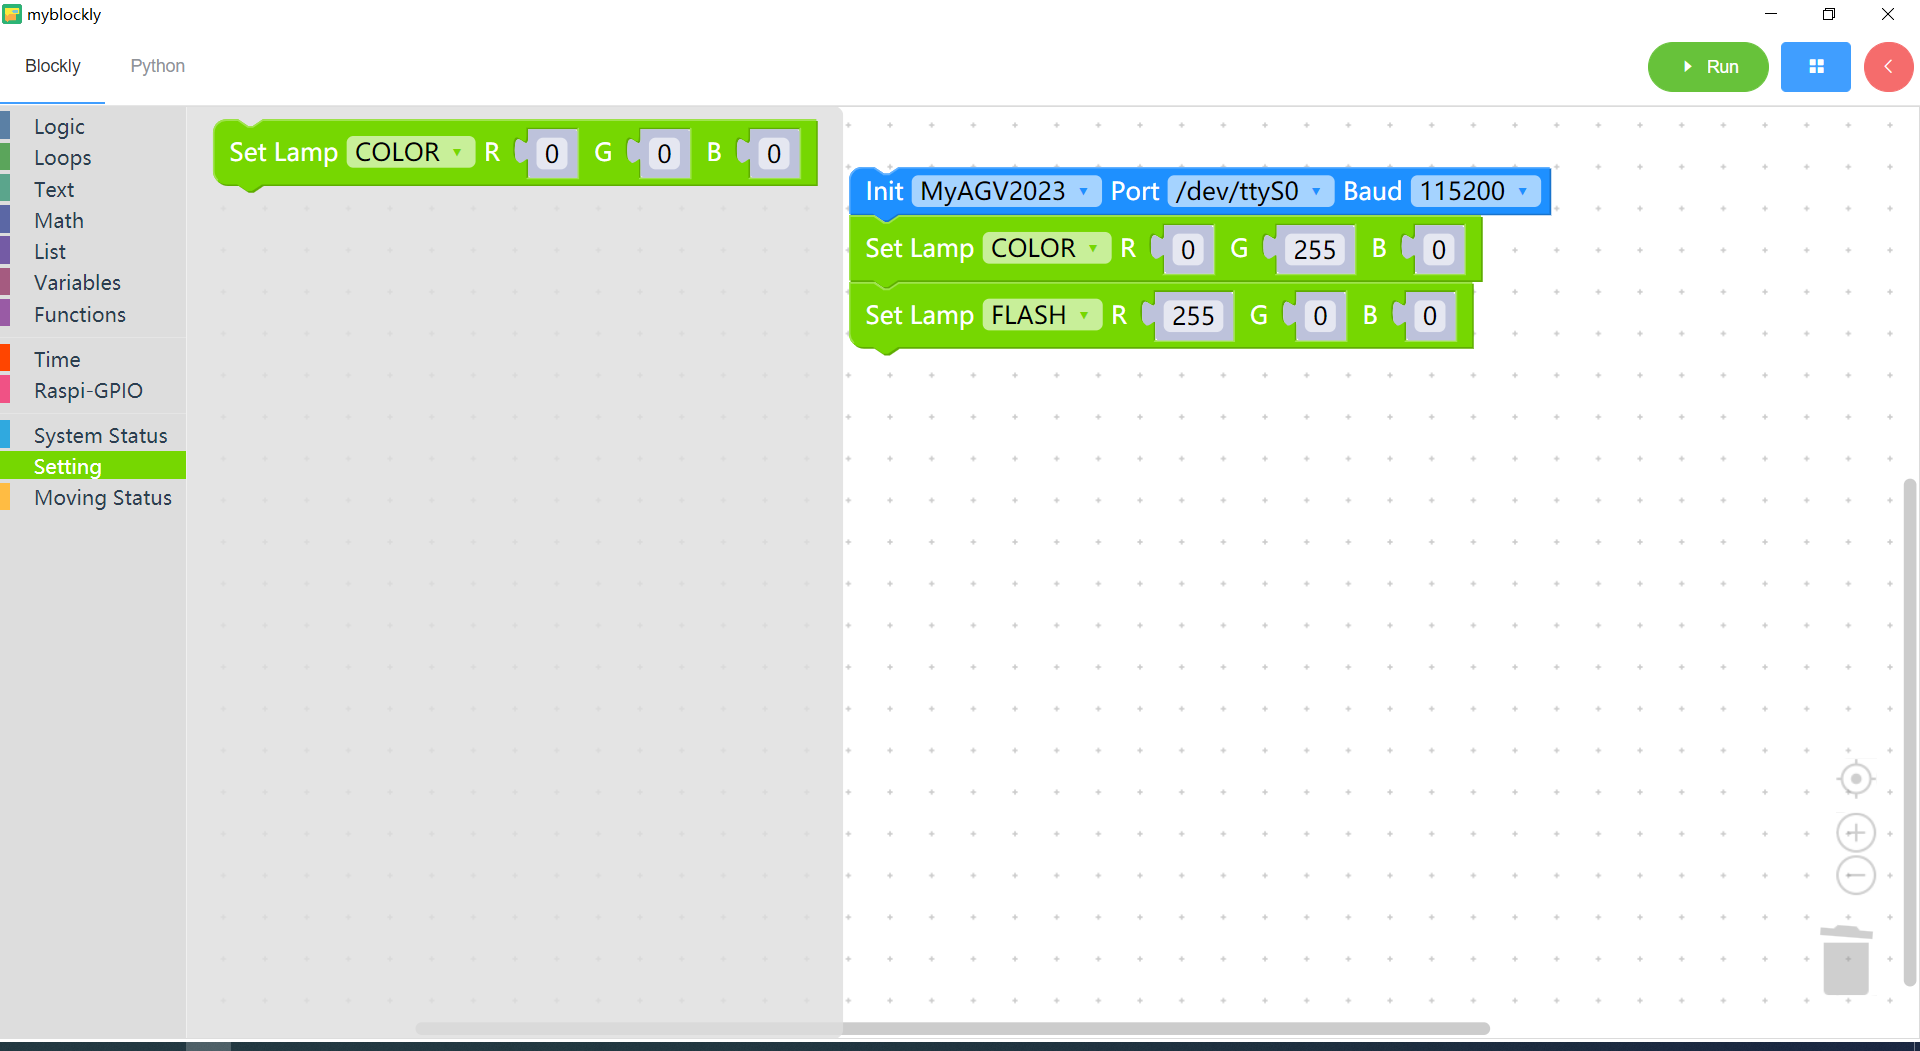 myblockly
Blockly Python Run
Logic
Loops
Text
Math
List
Variables
Functions
Time
Raspi-GPIO
System Status
Setting
Moving Status
Set Lamp COLOR R 0 G 0 B 0
Init MyAGV2023 Port /dev/ttyS0 Baud 115200
Set Lamp COLOR R 0 G 255 B 0
Set Lamp FLASH R 255 G 0 B 0